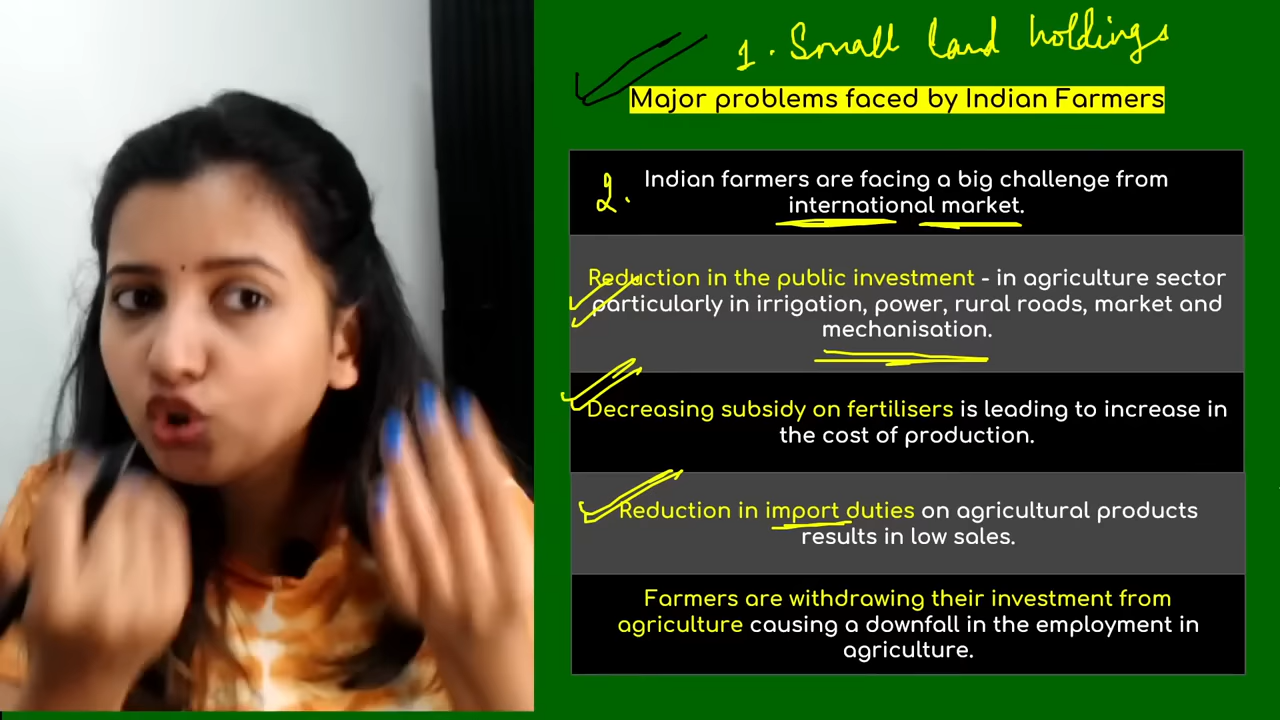 1. Small land holdings
Major problems faced by Indian Farmers
2. Indian farmers are facing a big challenge from
international market.
Reduction in the public investment - in agriculture sector
particularly in irrigation, power, rural roads, market and
mechanisation.
Decreasing subsidy on fertilisers is leading to increase in
the cost of production.
Reduction in import duties on agricultural products
results in low sales.
Farmers are withdrawing their investment from
agriculture causing a downfall in the employment in
agriculture.